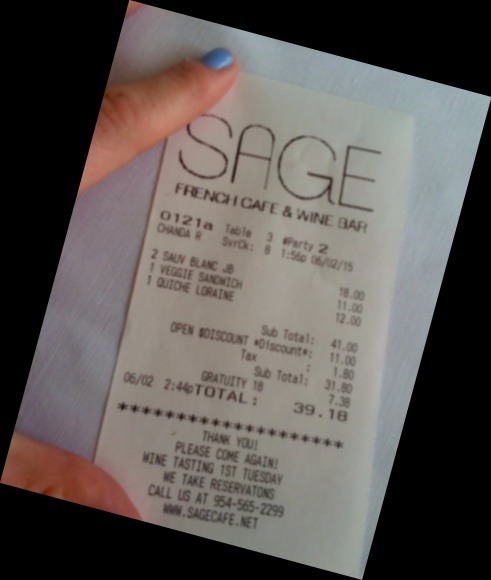 SAGE
FRENCH CAFE & WINE BAR
0121a Table 3 #Party 2
CHANDA R SvrCk: 8 1:56p 06/02/15
2 SAUV BLANC JB 18.00
1 VEGGIE SANDWICH 11.00
1 QUICHE LORAINE 12.00
Sub Total: 41.00
OPEN $DISCOUNT *Discount*: 11.00
Tax : 1.80
Sub Total: 31.80
GRATUITY 18 7.38
06/02 2:44pTOTAL: 39.18
********************
THANK YOU!
PLEASE COME AGAIN!
WINE TASTING 1ST TUESDAY
WE TAKE RESERVATONS
CALL US AT 954-565-2299
WWW.SAGECAFE.NET